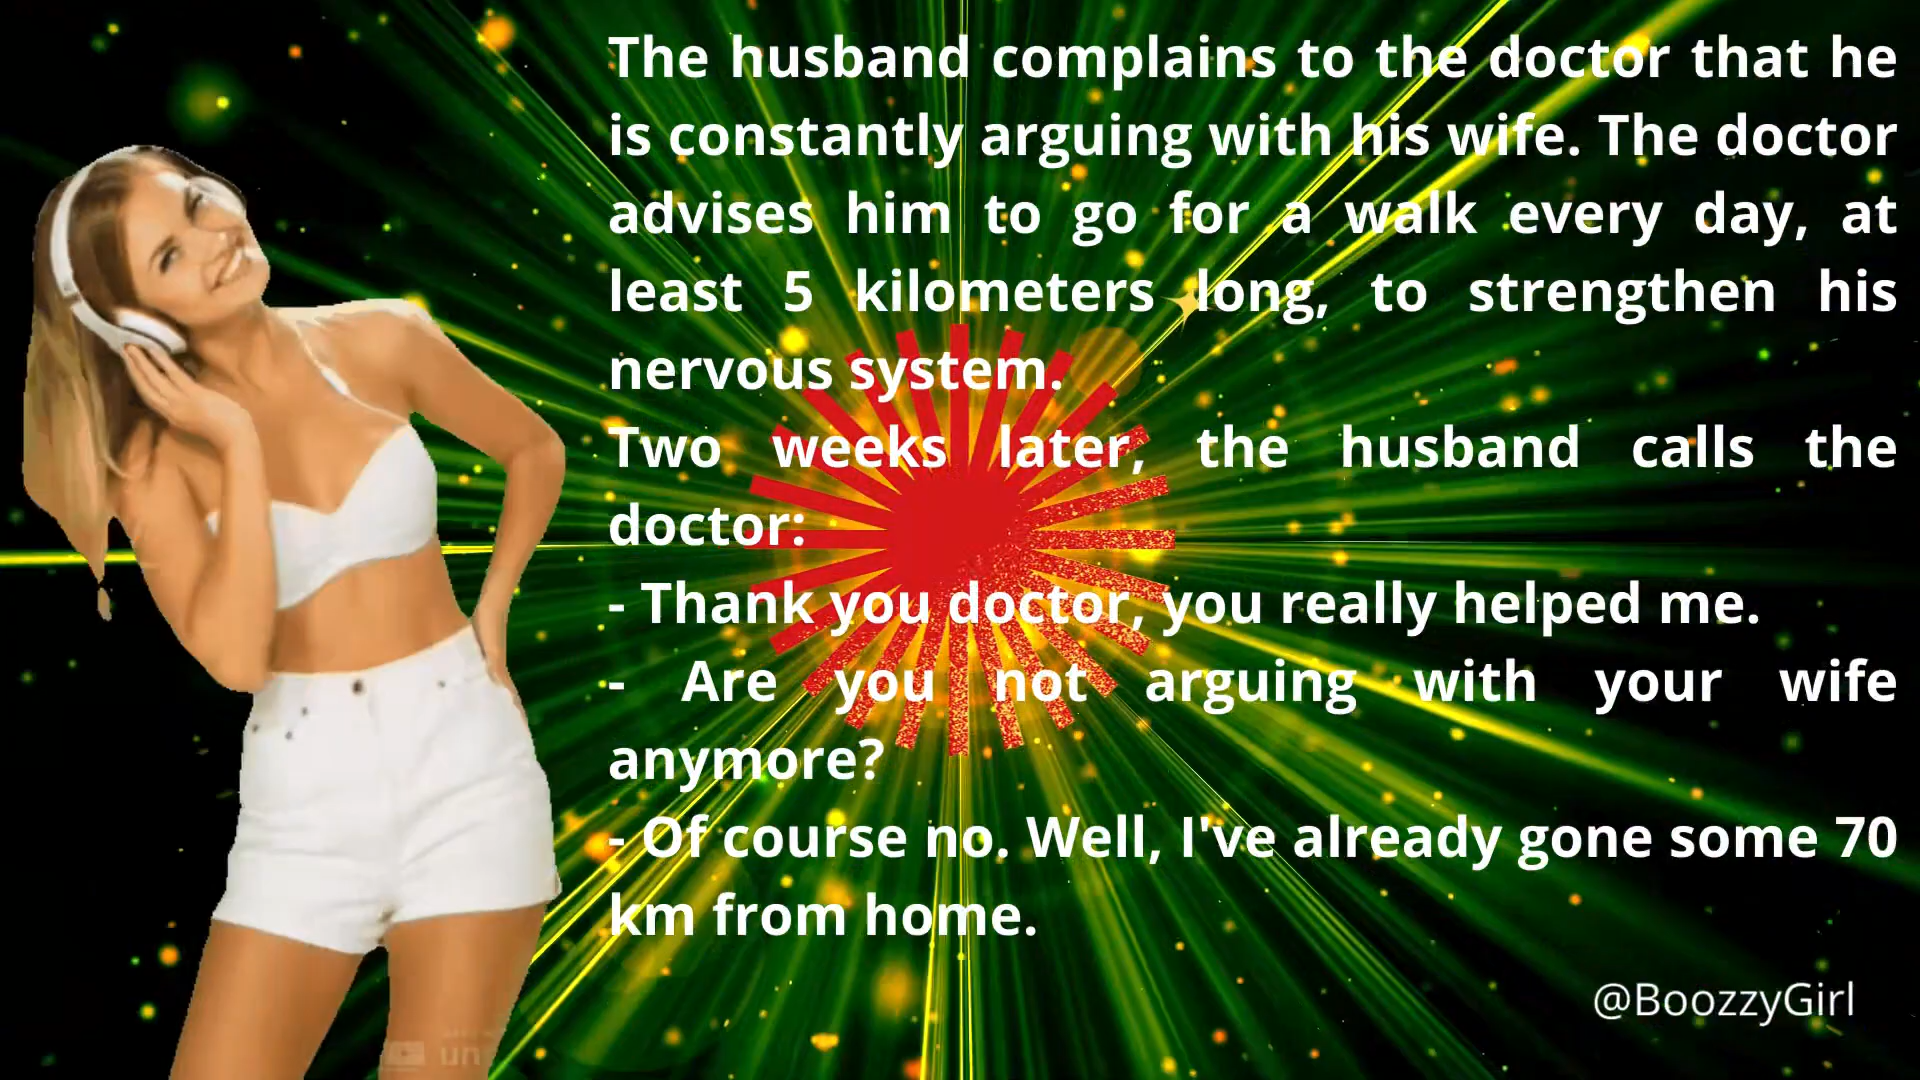 The husband complains to the doctor that he
is constantly arguing with his wife. The doctor
advises him to go for a walk every day, at
least 5 kilometers long, to strengthen his
nervous system.
Two weeks later, the husband calls the
doctor:
- Thank you doctor, you really helped me.
- Are you not arguing with your wife
anymore?
- Of course no. Well, I've already gone some 70
km from home.
@BoozzyGirl